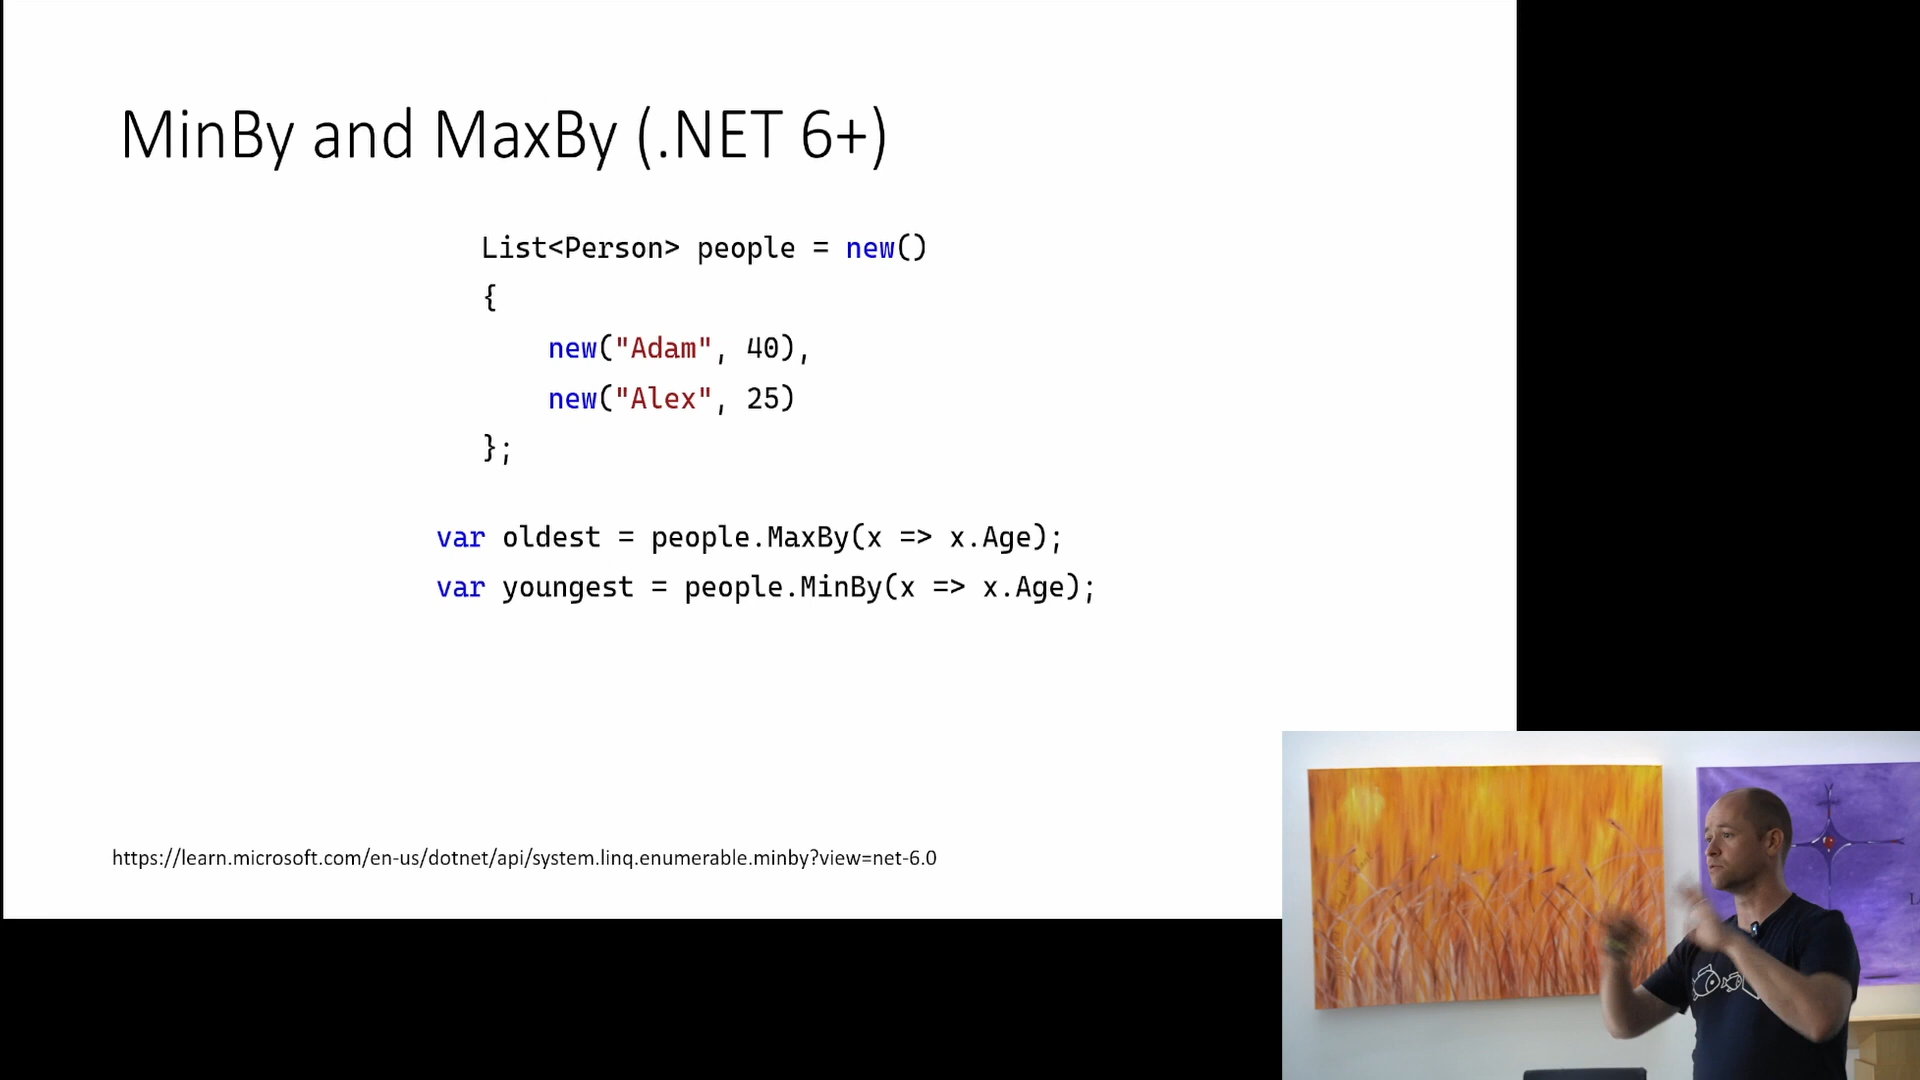 MinBy and MaxBy (.NET 6+)
List<Person> people = new()
{
new("Adam", 40),
new("Alex", 25)
};
var oldest = people.MaxBy(x => x.Age);
var youngest = people.MinBy(x => x.Age);
https://learn.microsoft.com/en-us/dotnet/api/system.linq.enumerable.minby?view=net-6.0